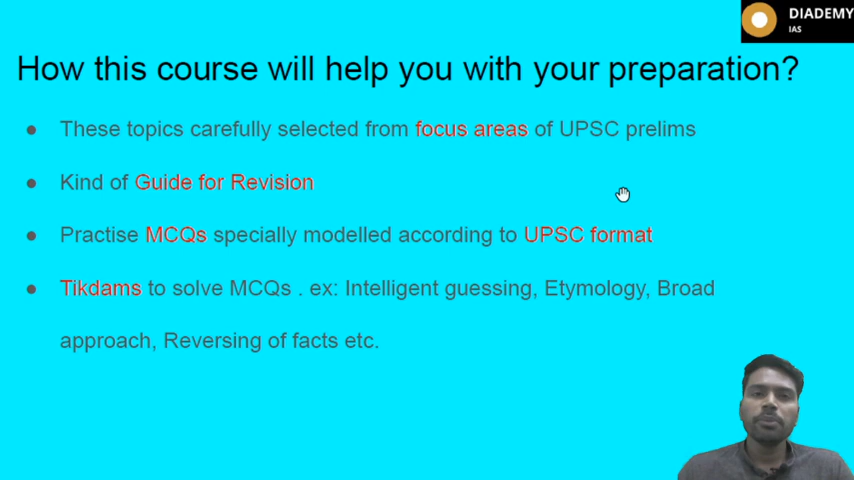 DIADEMY
IAS
How this course will help you with your preparation?
These topics carefully selected from focus areas of UPSC prelims
Kind of Guide for Revision
Practise MCQs specially modelled according to UPSC format
Tikdams to solve MCQs . ex: Intelligent guessing, Etymology, Broad
approach, Reversing of facts etc.